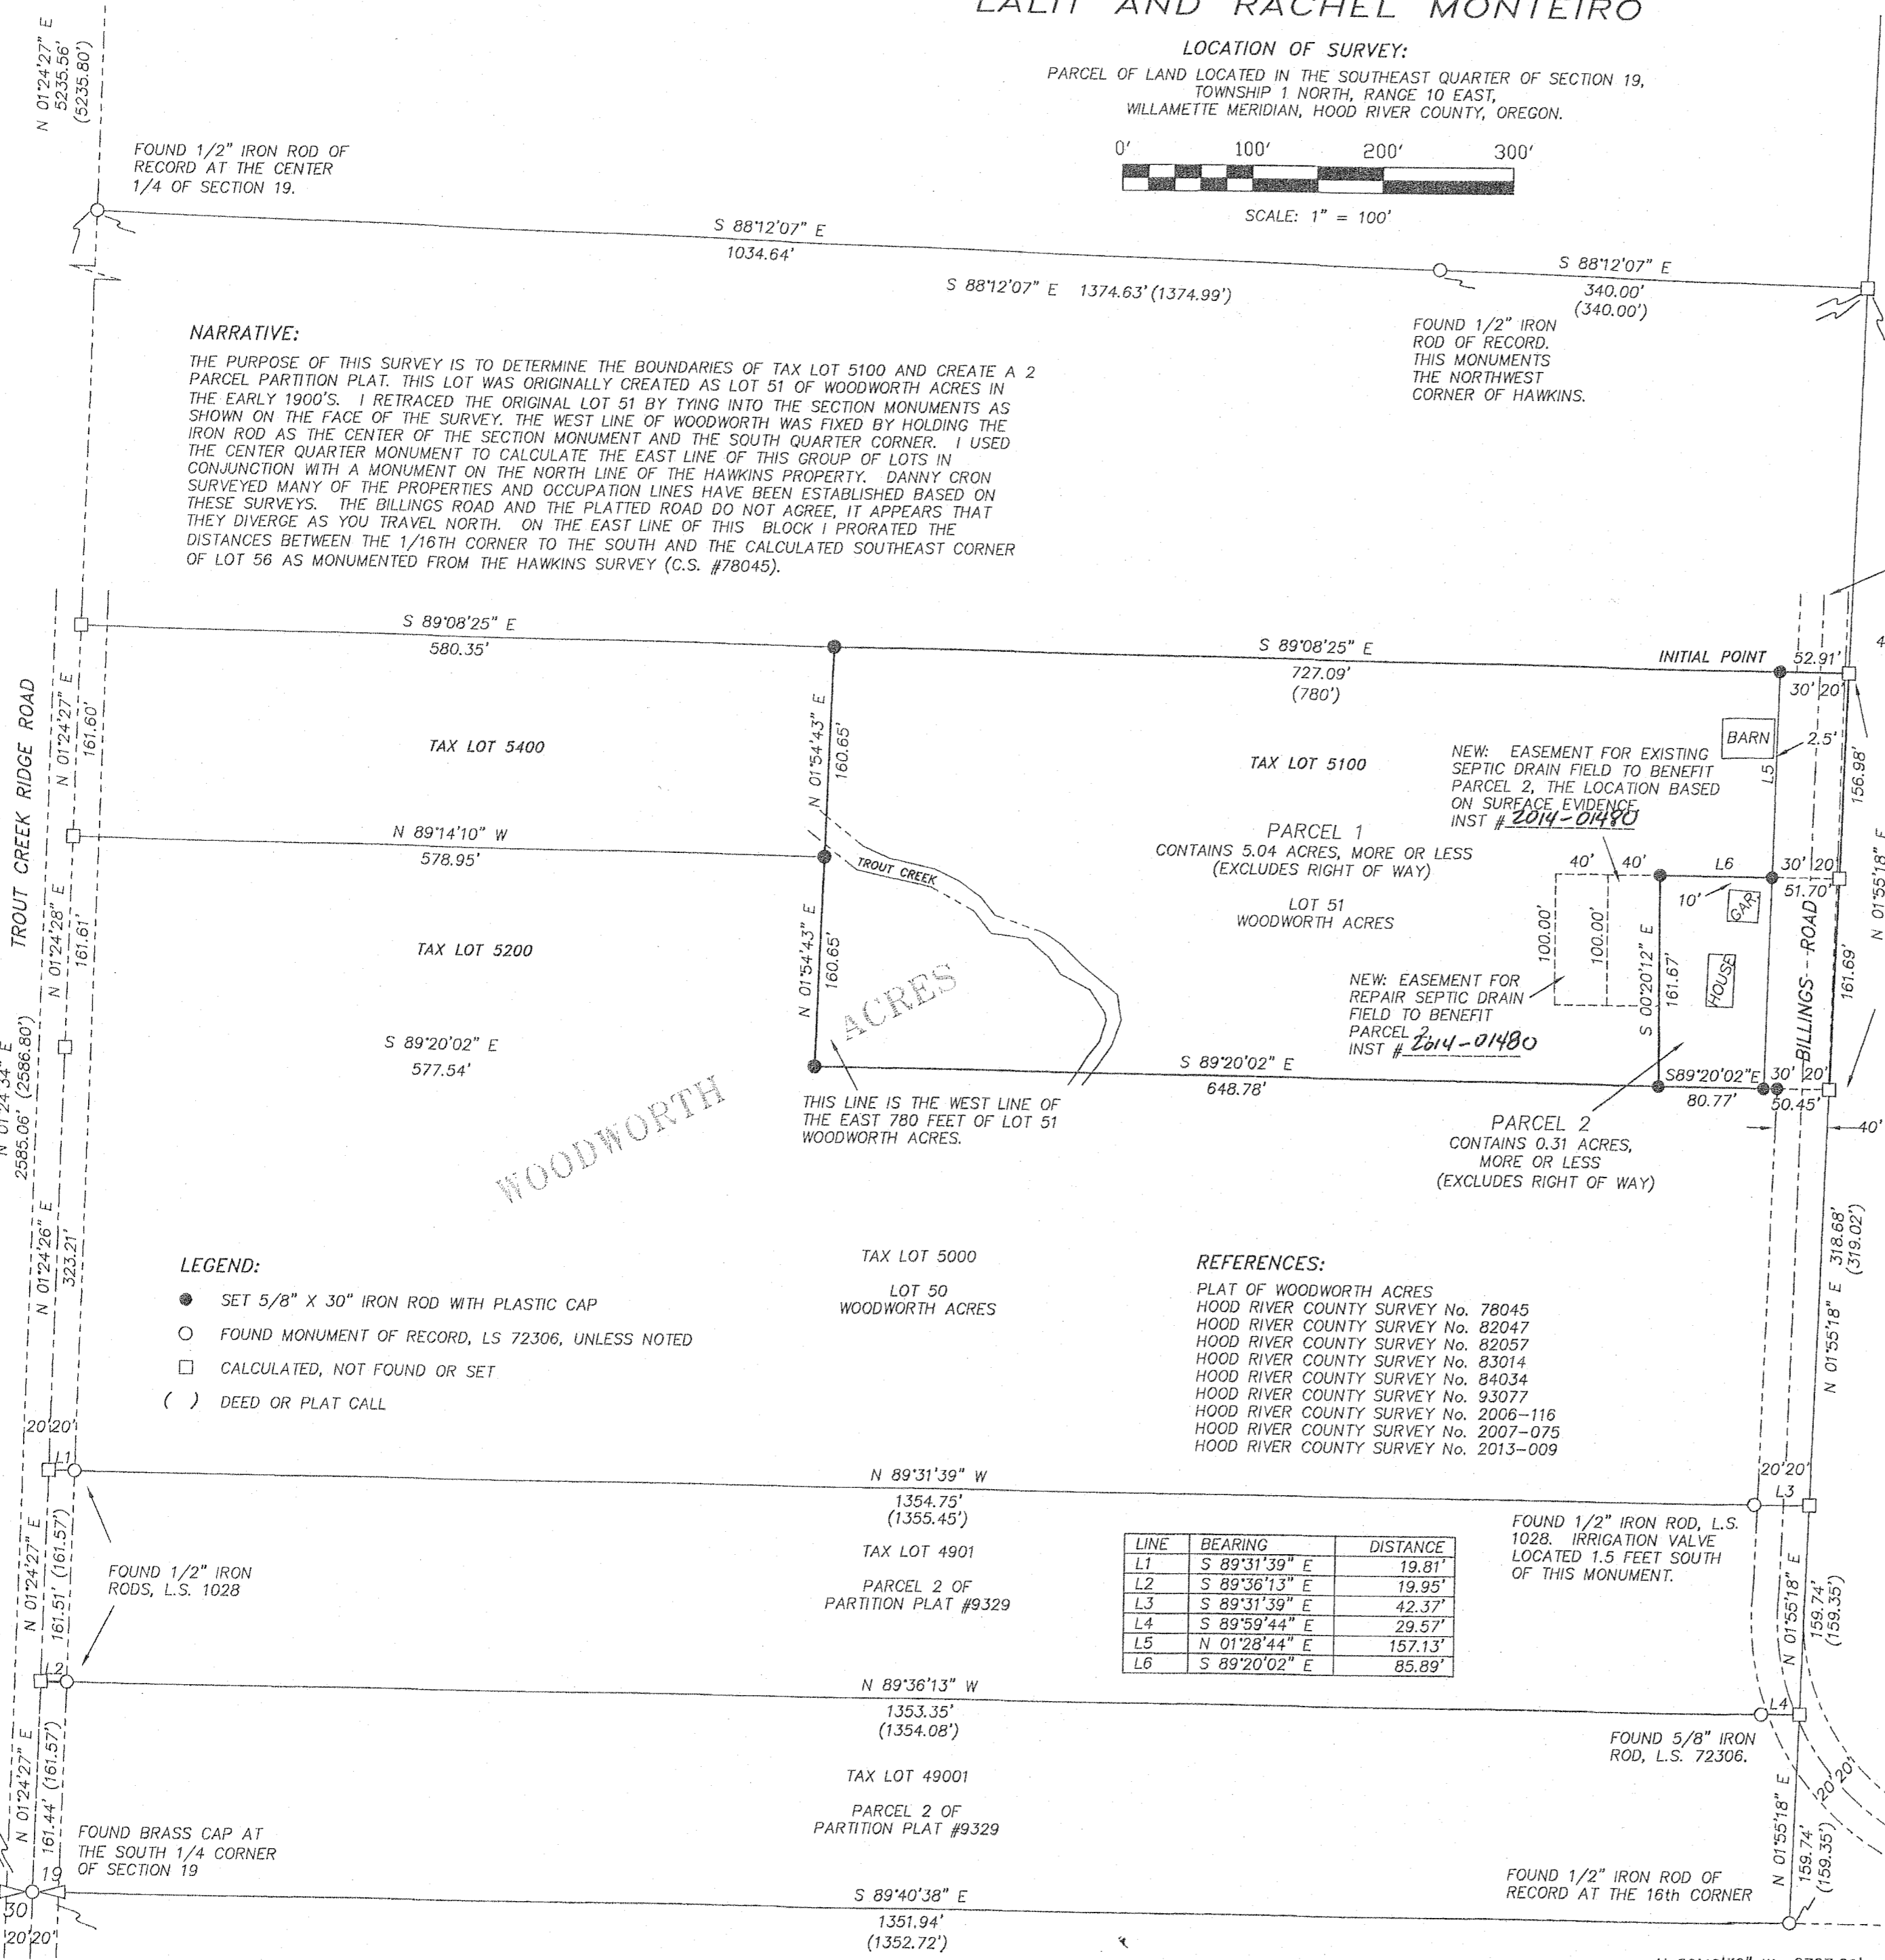 LALIT AND RACHEL MONTEIRO
LOCATION OF SURVEY:
PARCEL OF LAND LOCATED IN THE SOUTHEAST QUARTER OF SECTION 19,
TOWNSHIP 1 NORTH, RANGE 10 EAST,
WILLAMETTE MERIDIAN, HOOD RIVER COUNTY, OREGON.
0' 100' 200' 300'
SCALE: 1" = 100'
N 01°24'27" E
5235.56'
(5235.80')
FOUND 1/2" IRON ROD OF
RECORD AT THE CENTER
1/4 OF SECTION 19.
S 88°12'07" E
1034.64'
S 88°12'07" E 1374.63' (1374.99')
S 88°12'07" E
340.00'
(340.00')
FOUND 1/2" IRON
ROD OF RECORD.
THIS MONUMENTS
THE NORTHWEST
CORNER OF HAWKINS.
NARRATIVE:
THE PURPOSE OF THIS SURVEY IS TO DETERMINE THE BOUNDARIES OF TAX LOT 5100 AND CREATE A 2
PARCEL PARTITION PLAT. THIS LOT WAS ORIGINALLY CREATED AS LOT 51 OF WOODWORTH ACRES IN
THE EARLY 1900'S. I RETRACED THE ORIGINAL LOT 51 BY TYING INTO THE SECTION MONUMENTS AS
SHOWN ON THE FACE OF THE SURVEY. THE WEST LINE OF WOODWORTH WAS FIXED BY HOLDING THE
IRON ROD AS THE CENTER OF THE SECTION MONUMENT AND THE SOUTH QUARTER CORNER. I USED
THE CENTER QUARTER MONUMENT TO CALCULATE THE EAST LINE OF THIS GROUP OF LOTS IN
CONJUNCTION WITH A MONUMENT ON THE NORTH LINE OF THE HAWKINS PROPERTY. DANNY CRON
SURVEYED MANY OF THE PROPERTIES AND OCCUPATION LINES HAVE BEEN ESTABLISHED BASED ON
THESE SURVEYS. THE BILLINGS ROAD AND THE PLATTED ROAD DO NOT AGREE, IT APPEARS THAT
THEY DIVERGE AS YOU TRAVEL NORTH. ON THE EAST LINE OF THIS BLOCK I PRORATED THE
DISTANCES BETWEEN THE 1/16TH CORNER TO THE SOUTH AND THE CALCULATED SOUTHEAST CORNER
OF LOT 56 AS MONUMENTED FROM THE HAWKINS SURVEY (C.S. #78045).
S 89°08'25" E
580.35'
S 89°08'25" E
727.09'
(780')
INITIAL POINT
52.91'
30' 20'
TROUT CREEK RIDGE ROAD
N 01°24'27" E
161.60'
TAX LOT 5400
N 01°54'43" E
160.65'
TAX LOT 5100
BARN
2.5'
L5
156.98'
NEW: EASEMENT FOR EXISTING
SEPTIC DRAIN FIELD TO BENEFIT
PARCEL 2, THE LOCATION BASED
ON SURFACE EVIDENCE.
INST # 2014-01480
N 89°14'10" W
578.95'
TROUT CREEK
PARCEL 1
CONTAINS 5.04 ACRES, MORE OR LESS
(EXCLUDES RIGHT OF WAY)
LOT 51
WOODWORTH ACRES
40' 40'
L6
30' 20'
51.70'
10'
GAR.
HOUSE
100.00'
100.00'
S 00°20'12" E
161.67'
BILLINGS ROAD
161.69'
N 01°55'18" E
N 01°24'28" E
161.61'
TAX LOT 5200
N 01°54'43" E
160.65'
NEW: EASEMENT FOR
REPAIR SEPTIC DRAIN
FIELD TO BENEFIT
PARCEL 2.
INST # 2014-01480
S 89°20'02" E
577.54'
S 89°20'02" E
648.78'
S89°20'02"E
80.77'
30' 20'
50.45'
40'
N 01°24'34" E
2585.06' (2586.80')
WOODWORTH ACRES
THIS LINE IS THE WEST LINE OF
THE EAST 780 FEET OF LOT 51
WOODWORTH ACRES.
PARCEL 2
CONTAINS 0.31 ACRES,
MORE OR LESS
(EXCLUDES RIGHT OF WAY)
N 01°24'26" E
323.21'
N 01°55'18" E 318.68'
(319.02')
LEGEND:
SET 5/8" X 30" IRON ROD WITH PLASTIC CAP
FOUND MONUMENT OF RECORD, LS 72306, UNLESS NOTED
CALCULATED, NOT FOUND OR SET
( ) DEED OR PLAT CALL
TAX LOT 5000
LOT 50
WOODWORTH ACRES
REFERENCES:
PLAT OF WOODWORTH ACRES
HOOD RIVER COUNTY SURVEY No. 78045
HOOD RIVER COUNTY SURVEY No. 82047
HOOD RIVER COUNTY SURVEY No. 82057
HOOD RIVER COUNTY SURVEY No. 83014
HOOD RIVER COUNTY SURVEY No. 84034
HOOD RIVER COUNTY SURVEY No. 93077
HOOD RIVER COUNTY SURVEY No. 2006-116
HOOD RIVER COUNTY SURVEY No. 2007-075
HOOD RIVER COUNTY SURVEY No. 2013-009
20' 20'
L1
N 89°31'39" W
1354.75'
(1355.45')
20' 20'
L3
FOUND 1/2" IRON ROD, L.S.
1028. IRRIGATION VALVE
LOCATED 1.5 FEET SOUTH
OF THIS MONUMENT.
N 01°24'27" E
161.51' (161.57')
FOUND 1/2" IRON
RODS, L.S. 1028
TAX LOT 4901
PARCEL 2 OF
PARTITION PLAT #9329
LINE BEARING DISTANCE
L1 S 89°31'39" E 19.81'
L2 S 89°36'13" E 19.95'
L3 S 89°31'39" E 42.37'
L4 S 89°59'44" E 29.57'
L5 N 01°28'44" E 157.13'
L6 S 89°20'02" E 85.89'
N 01°55'18" E
159.74'
(159.35')
L2
N 89°36'13" W
1353.35'
(1354.08')
L4
FOUND 5/8" IRON
ROD, L.S. 72306.
N 01°24'27" E
161.44' (161.57')
TAX LOT 49001
PARCEL 2 OF
PARTITION PLAT #9329
20' 20'
N 01°55'18" E
159.74'
(159.35')
FOUND BRASS CAP AT
THE SOUTH 1/4 CORNER
OF SECTION 19
19
30
20' 20'
S 89°40'38" E
1351.94'
(1352.72')
FOUND 1/2" IRON ROD OF
RECORD AT THE 16th CORNER